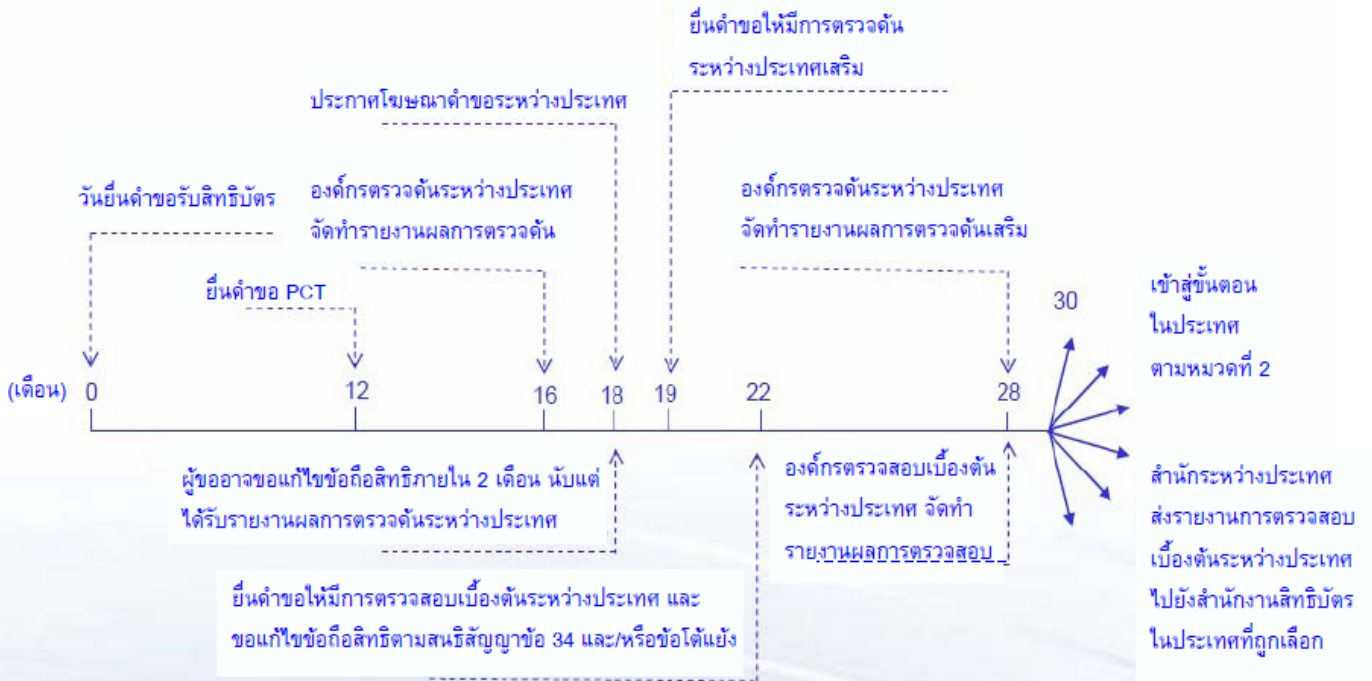 ยื่นคำขอให้มีการตรวจค้น
ระหว่างประเทศเสริม
ประกาศโฆษณาคำขอระหว่างประเทศ
วันยื่นคำขอรับสิทธิบัตร
องค์กรตรวจค้นระหว่างประเทศ
จัดทำรายงานผลการตรวจค้น
องค์กรตรวจค้นระหว่างประเทศ
จัดทำรายงานผลการตรวจค้นเสริม
ยื่นคำขอ PCT
30
เข้าสู่ขั้นตอน
ในประเทศ
ตามหมวดที่ 2
(เดือน) 0 12 16 18 19 22 28
ผู้ขออาจขอแก้ไขข้อถือสิทธิภายใน 2 เดือน นับแต่
ได้รับรายงานผลการตรวจค้นระหว่างประเทศ
องค์กรตรวจสอบเบื้องต้น
ระหว่างประเทศ จัดทำ
รายงานผลการตรวจสอบ
สำนักระหว่างประเทศ
ส่งรายงานการตรวจสอบ
เบื้องต้นระหว่างประเทศ
ไปยังสำนักงานสิทธิบัตร
ในประเทศที่ถูกเลือก
ยื่นคำขอให้มีการตรวจสอบเบื้องต้นระหว่างประเทศ และ
ขอแก้ไขข้อถือสิทธิตามสนธิสัญญาข้อ 34 และ/หรือข้อโต้แย้ง